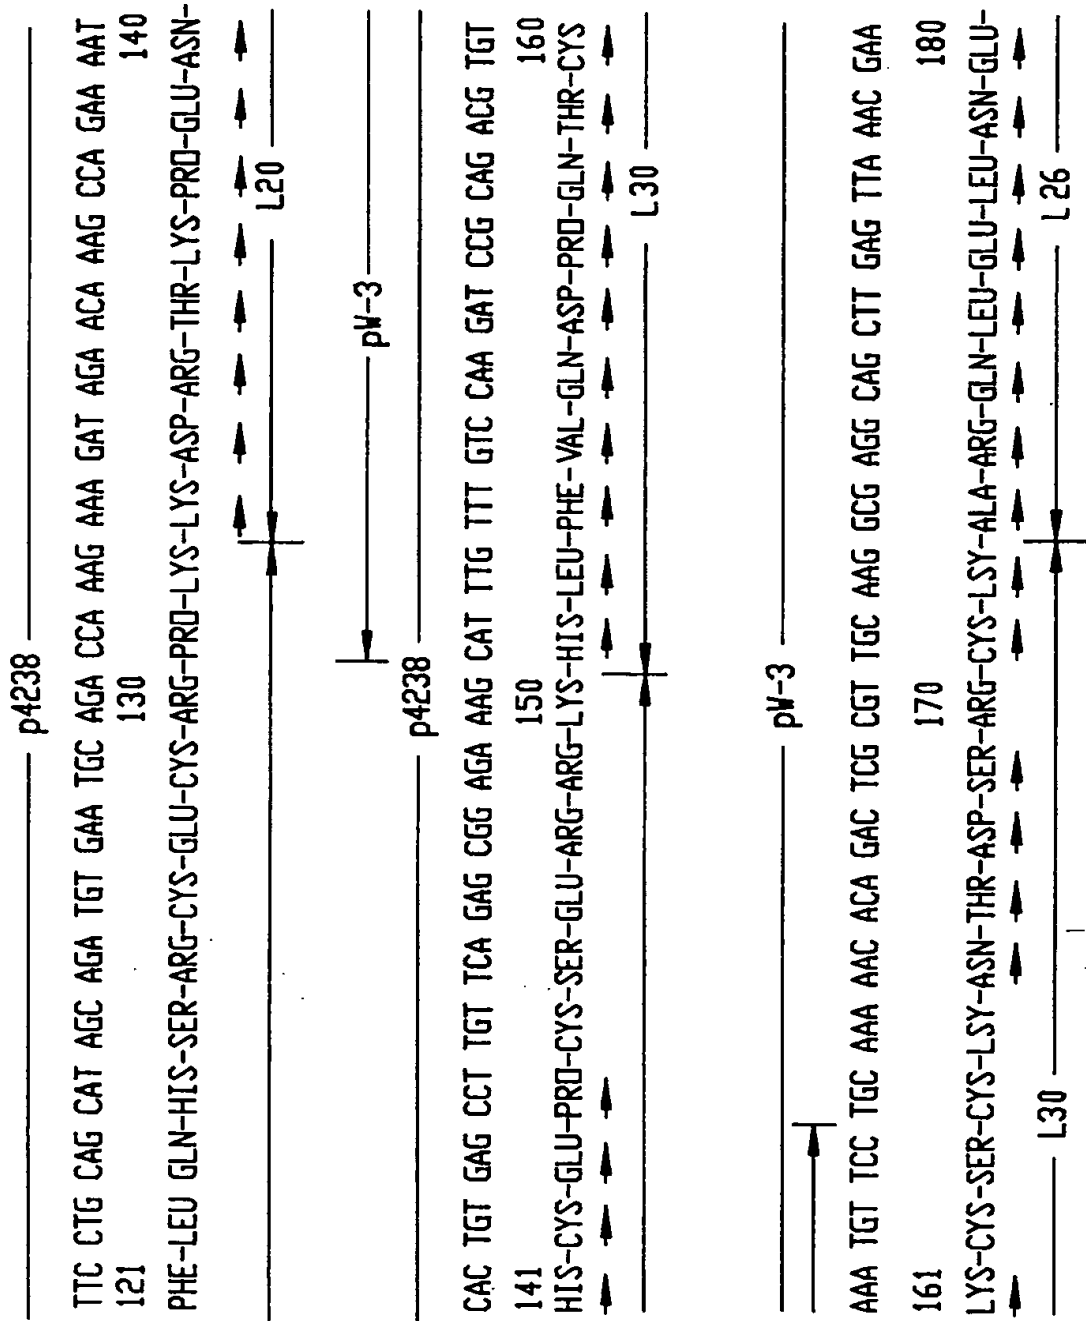 p4238
TTC CTG CAG CAT AGC AGA TGT GAA TGC AGA CCA AAG AAA GAT AGA ACA AAG CCA GAA AAT
121 130 140
PHE-LEU GLN-HIS-SER-ARG-CYS-GLU-CYS-ARG-PRO-LYS-LYS-ASP-ARG-THR-LYS-PRO-GLU-ASN-
L20
pW-3
p4238
CAC TGT GAG CCT TGT TCA GAG CGG AGA AAG CAT TTG TTT GTC CAA GAT CCG CAG ACG TGT
141 150 160
HIS-CYS-GLU-PRO-CYS-SER-GLU-ARG-ARG-LYS-HIS-LEU-PHE-VAL-GLN-ASP-PRO-GLN-THR-CYS
L30
pW-3
AAA TGT TCC TGC AAA AAC ACA GAC TCG CGT TGC AAG GCG AGG CAG CTT GAG TTA AAC GAA
161 170 180
LYS-CYS-SER-CYS-LSY-ASN-THR-ASP-SER-ARG-CYS-LSY-ALA-ARG-GLN-LEU-GLU-LEU-ASN-GLU-
L30 L26